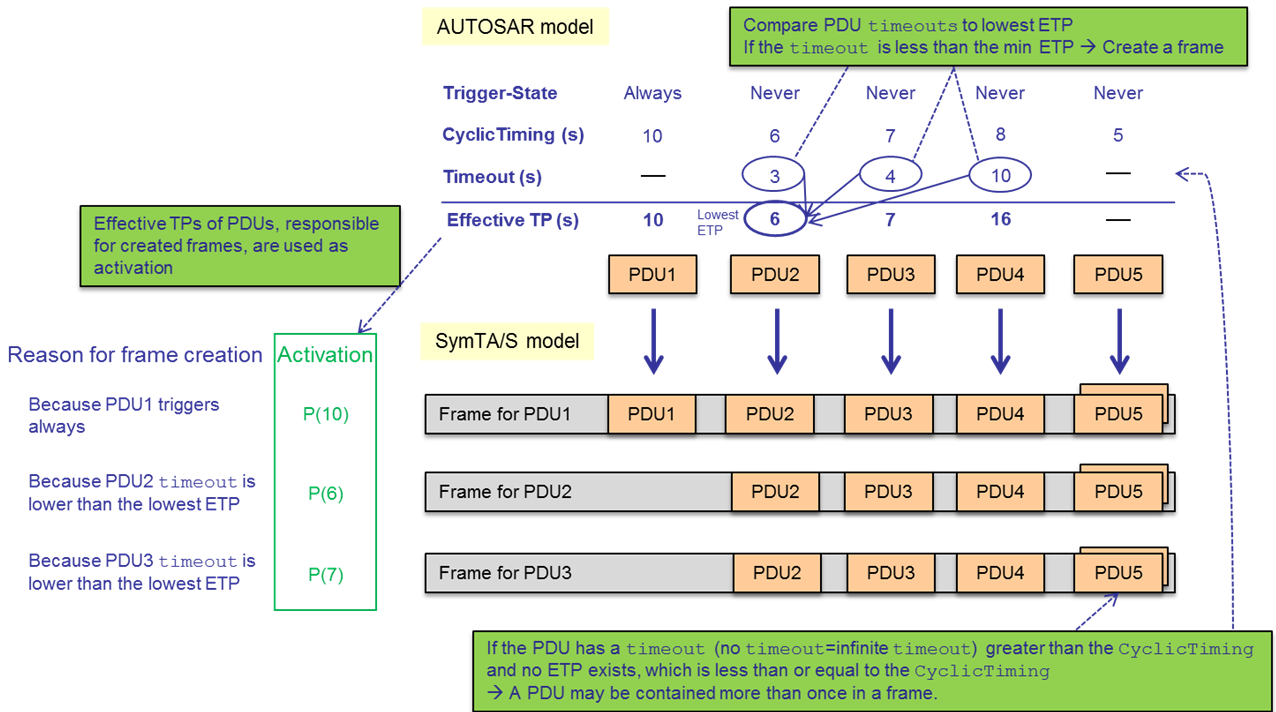 AUTOSAR model
Compare PDU timeouts to lowest ETP
If the timeout is less than the min ETP → Create a frame
Trigger-State Always Never Never Never Never
CyclicTiming (s) 10 6 7 8 5
Timeout (s) — 3 4 10 —
Effective TP (s) 10 Lowest ETP 6 7 16 —
Effective TPs of PDUs, responsible
for created frames, are used as
activation
PDU1 PDU2 PDU3 PDU4 PDU5
SymTA/S model
Reason for frame creation Activation
Because PDU1 triggers
always
P(10)
Frame for PDU1 PDU1 PDU2 PDU3 PDU4 PDU5
Because PDU2 timeout is
lower than the lowest ETP
P(6)
Frame for PDU2 PDU2 PDU3 PDU4 PDU5
Because PDU3 timeout is
lower than the lowest ETP
P(7)
Frame for PDU3 PDU2 PDU3 PDU4 PDU5
If the PDU has a timeout (no timeout=infinite timeout) greater than the CyclicTiming
and no ETP exists, which is less than or equal to the CyclicTiming
→ A PDU may be contained more than once in a frame.